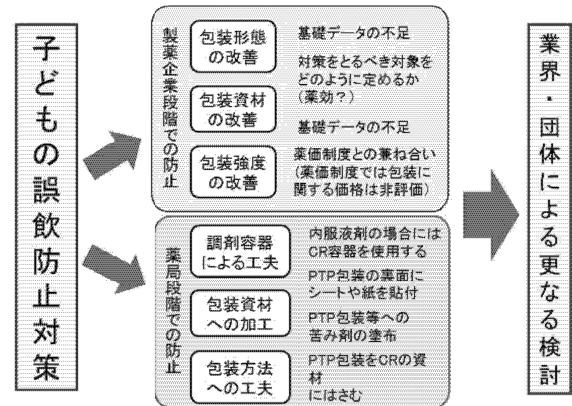 子どもの誤飲防止対策
製薬企業段階での防止
包装形態
の改善
包装資材
の改善
包装強度
の改善
基礎データの不足
対策をとるべき対象を
どのように定めるか
（薬効？）
基礎データの不足
薬価制度との兼ね合い
（薬価制度では包装に
関する価格は非評価）
薬局段階での防止
調剤容器
による工夫
包装資材
への加工
包装方法
への工夫
内服液剤の場合には
CR容器を使用する
PTP包装の裏面に
シートや紙を貼付
PTP包装等への
苦み剤の塗布
PTP包装をCRの資
材
にはさむ
業界・団体による更なる検討